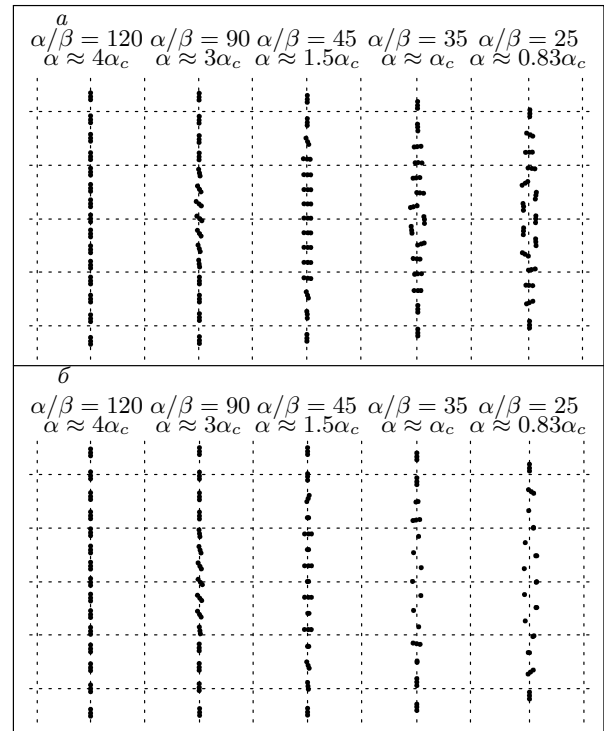 а
α/β = 120 α/β = 90 α/β = 45 α/β = 35 α/β = 25
α ≈ 4α_c α ≈ 3α_c α ≈ 1.5α_c α ≈ α_c α ≈ 0.83α_c
б
α/β = 120 α/β = 90 α/β = 45 α/β = 35 α/β = 25
α ≈ 4α_c α ≈ 3α_c α ≈ 1.5α_c α ≈ α_c α ≈ 0.83α_c